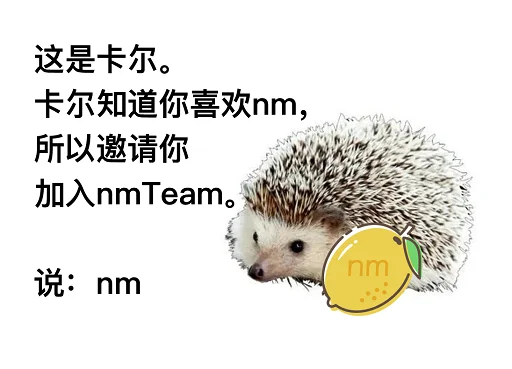 这是卡尔。
卡尔知道你喜欢nm，
所以邀请你
加入nmTeam。
说：nm
nm